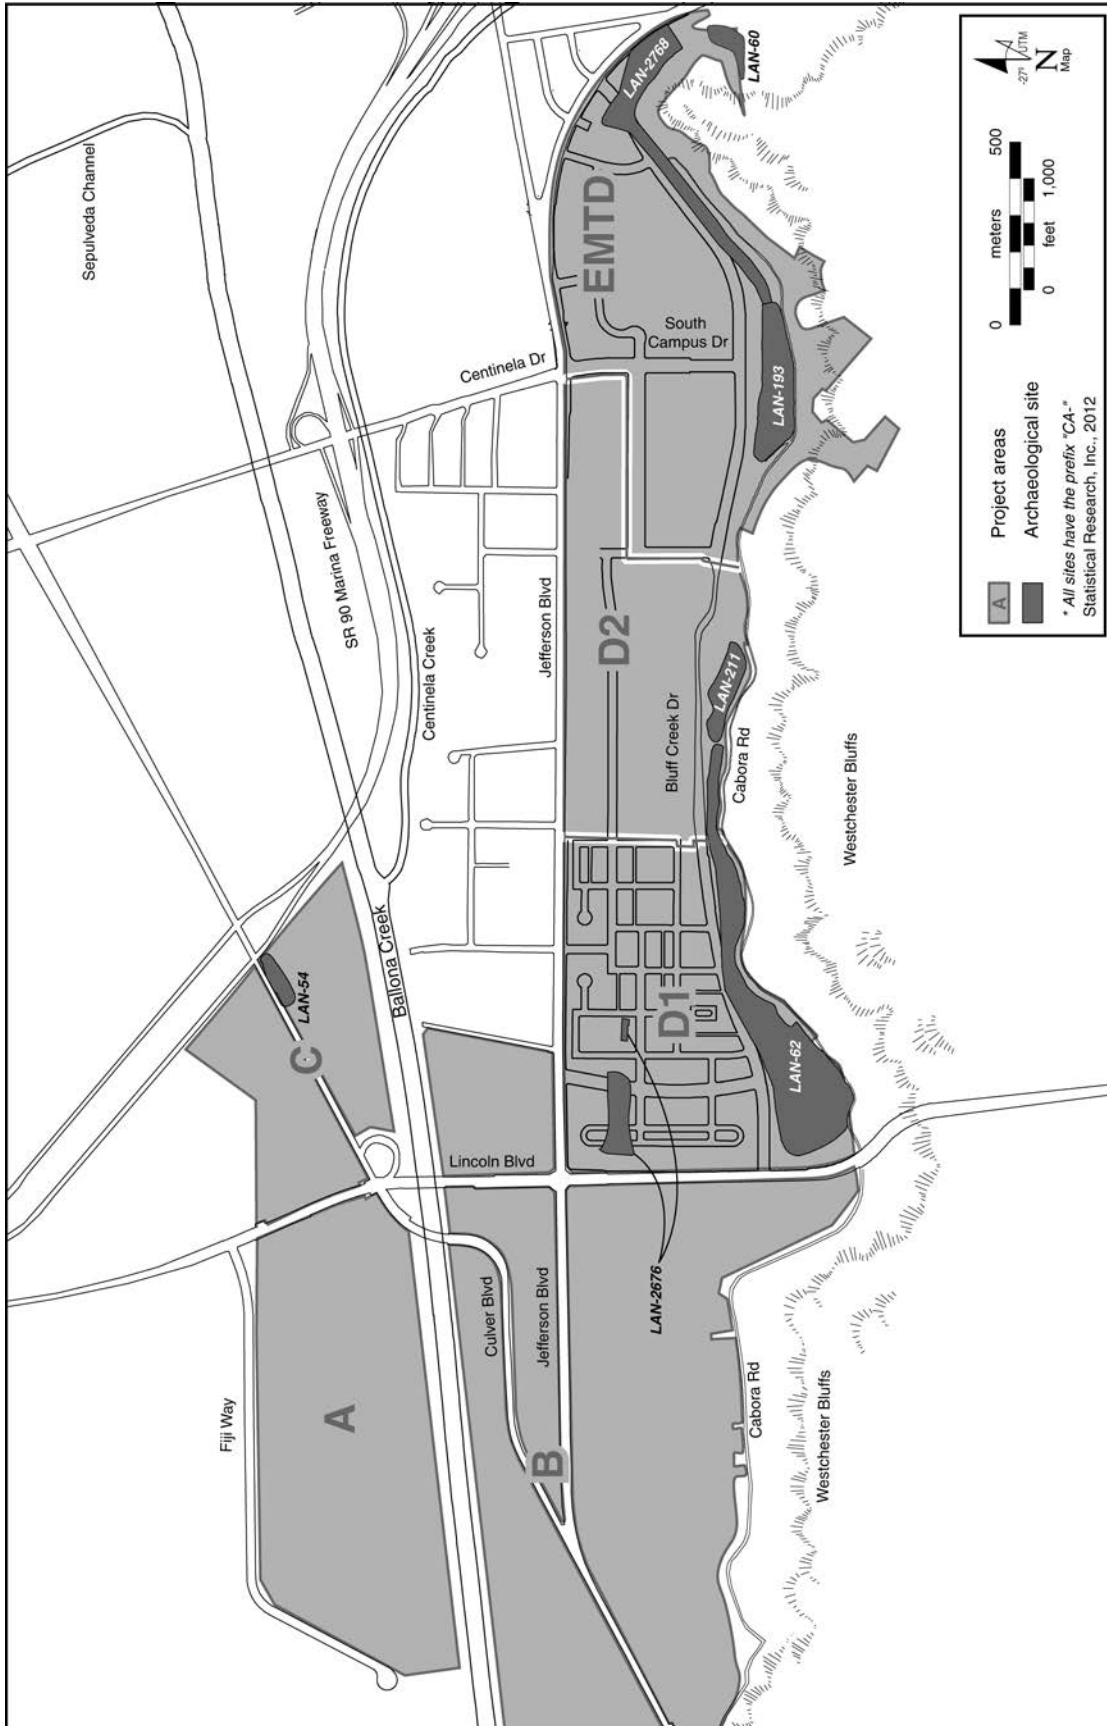 Sepulveda Channel
SR 90 Marina Freeway
Centinela Creek
Centinela Dr
Ballona Creek
Fiji Way
A
C
LAN-54
Lincoln Blvd
Culver Blvd
Jefferson Blvd
Jefferson Blvd
B
D1
D2
EMTD
South
Campus Dr
Bluff Creek Dr
LAN-2676
LAN-62
LAN-211
LAN-193
LAN-2768
LAN-60
Cabora Rd
Cabora Rd
Westchester Bluffs
Westchester Bluffs
A
Project areas
Archaeological site
* All sites have the prefix "CA-"
Statistical Research, Inc., 2012
0 meters 500
0 feet 1,000
-27º UTM
N
Map